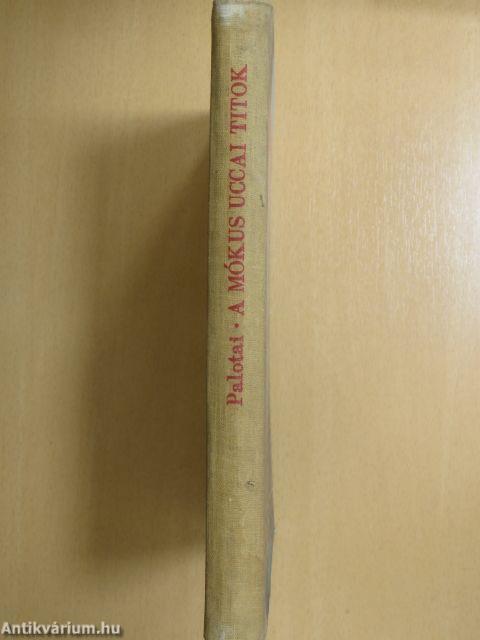 Palotai · A MÓKUS UCCAI TITOK
Antikvárium.hu